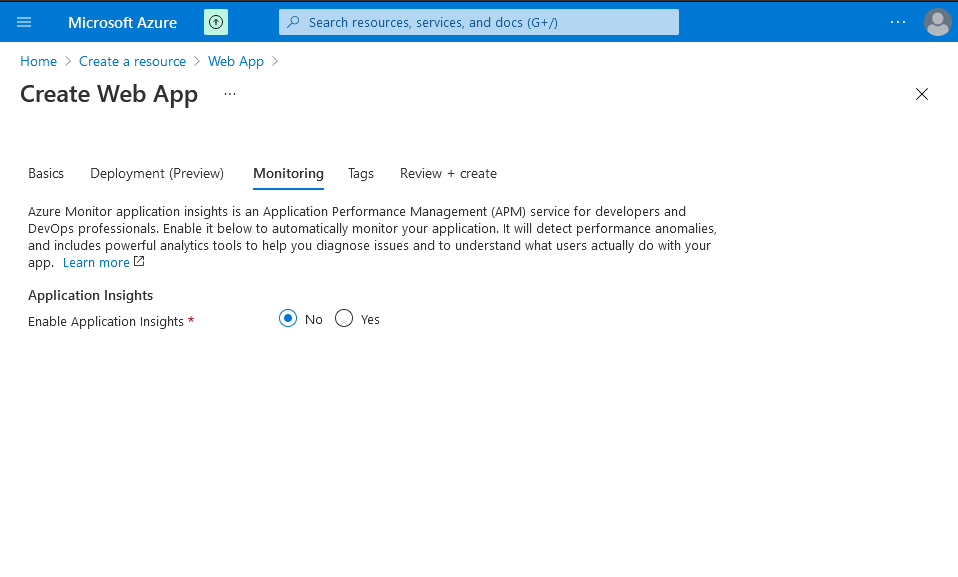 Microsoft Azure Search resources, services, and docs (G+/) ...
Home > Create a resource > Web App >
Create Web App ...
Basics Deployment (Preview) Monitoring Tags Review + create
Azure Monitor application insights is an Application Performance Management (APM) service for developers and
DevOps professionals. Enable it below to automatically monitor your application. It will detect performance anomalies,
and includes powerful analytics tools to help you diagnose issues and to understand what users actually do with your
app. Learn more
Application Insights
Enable Application Insights * No Yes